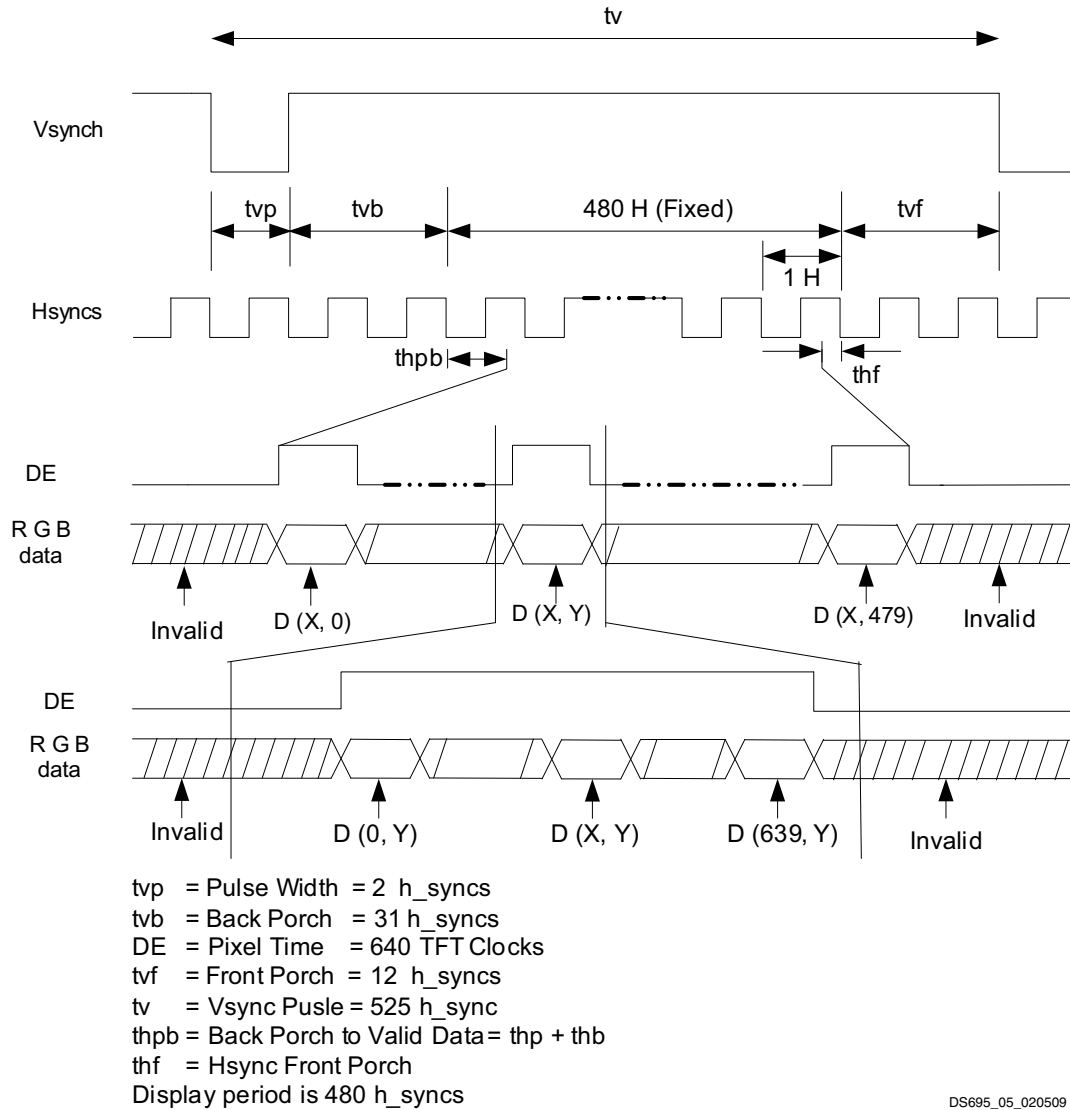 tv
Vsynch
tvp
tvb
480 H (Fixed)
tvf
1 H
Hsyncs
thpb
thf
DE
R G B
data
Invalid
D (X, 0)
D (X, Y)
D (X, 479)
Invalid
DE
R G B
data
Invalid
D (0, Y)
D (X, Y)
D (639, Y)
Invalid
tvp = Pulse Width = 2 h_syncs
tvb = Back Porch = 31 h_syncs
DE = Pixel Time = 640 TFT Clocks
tvf = Front Porch = 12 h_syncs
tv = Vsync Pusle = 525 h_sync
thpb = Back Porch to Valid Data = thp + thb
thf = Hsync Front Porch
Display period is 480 h_syncs
DS695_05_020509